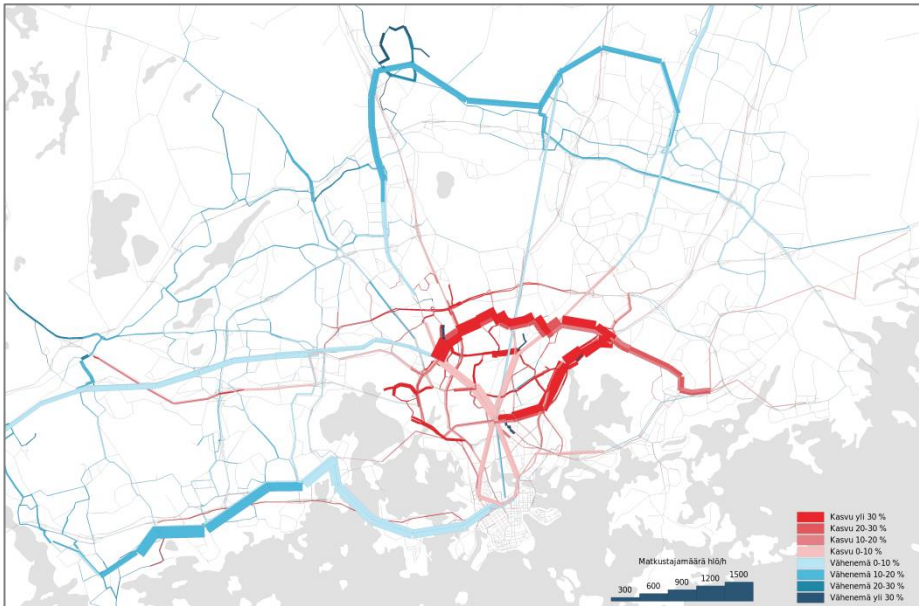 Matkustajamäärä hlö/h
300 600 900 1200 1500
Kasvu yli 30 %
Kasvu 20-30 %
Kasvu 10-20 %
Kasvu 0-10 %
Vähenemä 0-10 %
Vähenemä 10-20 %
Vähenemä 20-30 %
Vähenemä yli 30 %